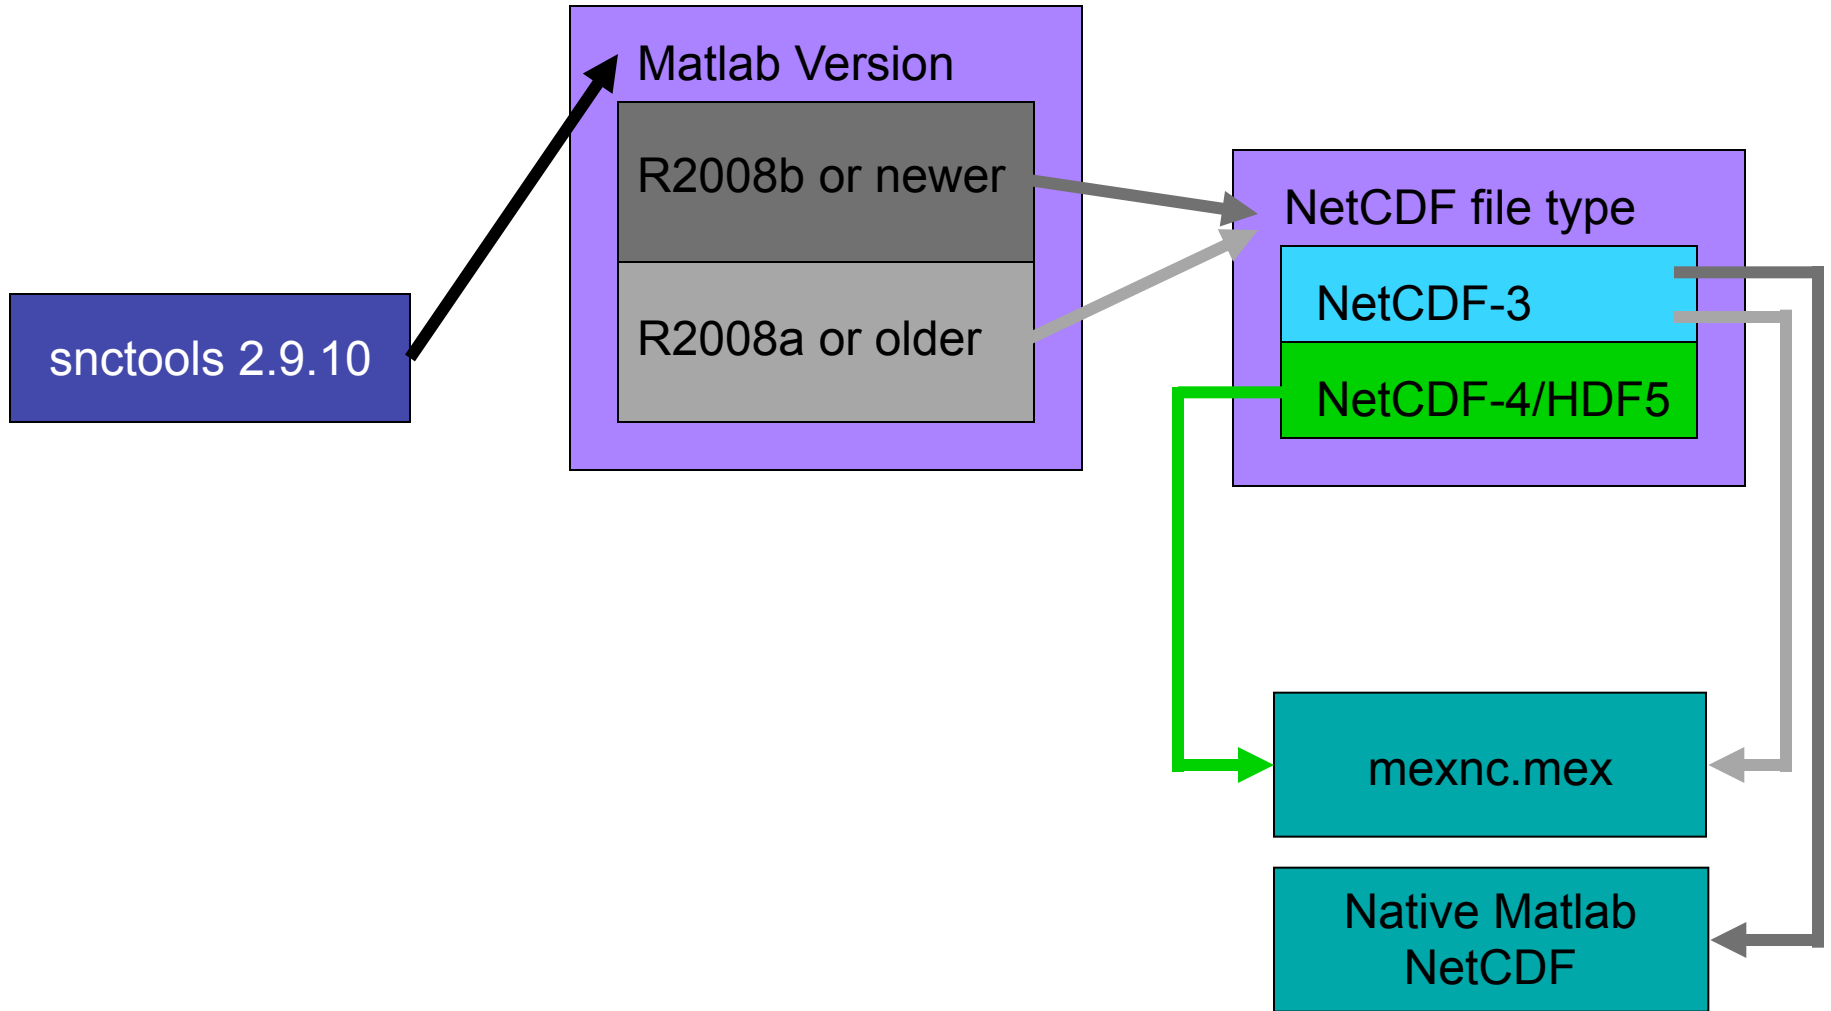 snctools 2.9.10
Matlab Version
R2008b or newer
R2008a or older
NetCDF file type
NetCDF-3
NetCDF-4/HDF5
mexnc.mex
Native Matlab
NetCDF